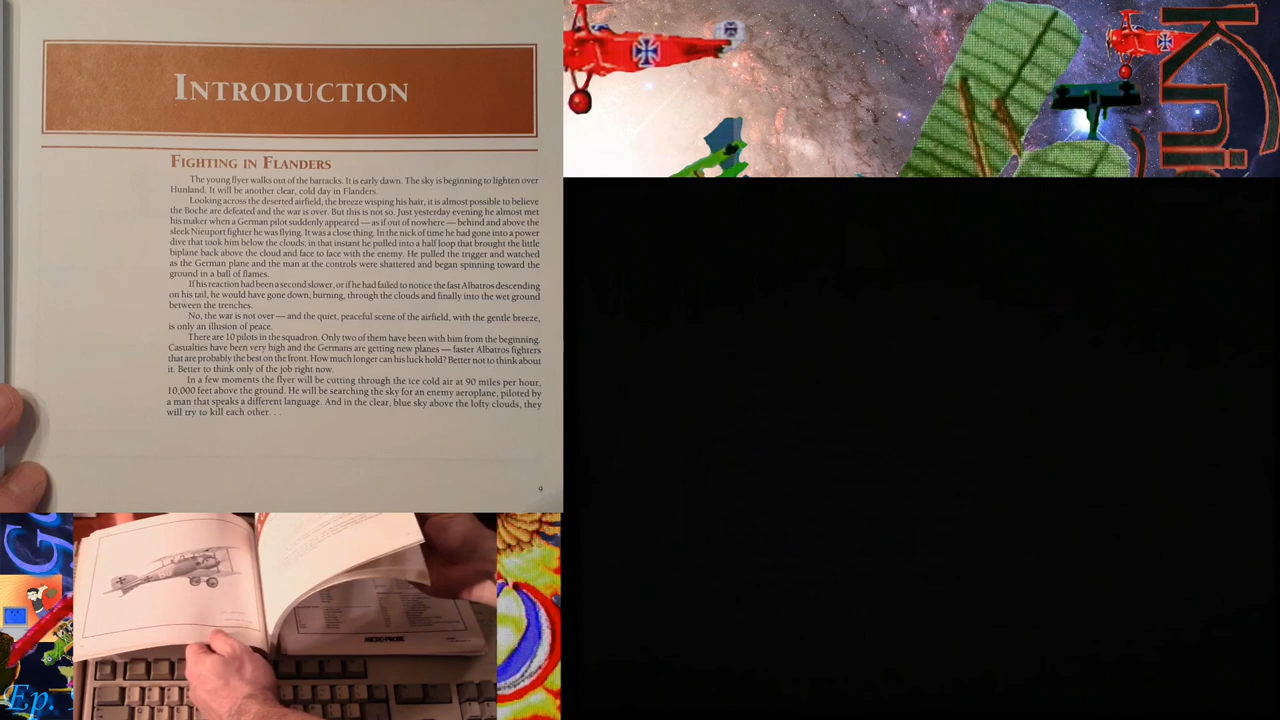 INTRODUCTION
FIGHTING IN FLANDERS
The young flyer walks out of the barracks. It is early dawn. The sky is beginning to lighten over
Hunland. It will be another clear, cold day in Flanders.
Looking across the deserted airfield, the breeze wisping his hair, it is almost possible to believe
the Boche are defeated and the war is over. But this is not so. Just yesterday evening he almost met
his maker when a German pilot suddenly appeared — as if out of nowhere — behind and above the
sleek Nieuport fighter he was flying. It was a close thing. In the nick of time he had gone into a power
dive that took him below the clouds; in that instant he pulled into a half loop that brought the little
biplane back above the cloud and face to face with the enemy. He pulled the trigger and watched
as the German plane and the man at the controls were shattered and began spinning toward the
ground in a ball of flames.
If his reaction had been a second slower, or if he had failed to notice the fast Albatros descending
on his tail, he would have gone down, burning, through the clouds and finally into the wet ground
between the trenches.
No, the war is not over — and the quiet, peaceful scene of the airfield, with the gentle breeze,
is only an illusion of peace.
There are 10 pilots in the squadron. Only two of them have been with him from the beginning.
Casualties have been very high and the Germans are getting new planes — faster Albatros fighters
that are probably the best on the front. How much longer can his luck hold? Better not to think about
it. Better to think only of the job right now.
In a few moments the flyer will be cutting through the ice cold air at 90 miles per hour,
10,000 feet above the ground. He will be searching the sky for an enemy aeroplane, piloted by
a man that speaks a different language. And in the clear, blue sky above the lofty clouds, they
will try to kill each other. . .
9
Kni
G
MICROPROSE
Ep.